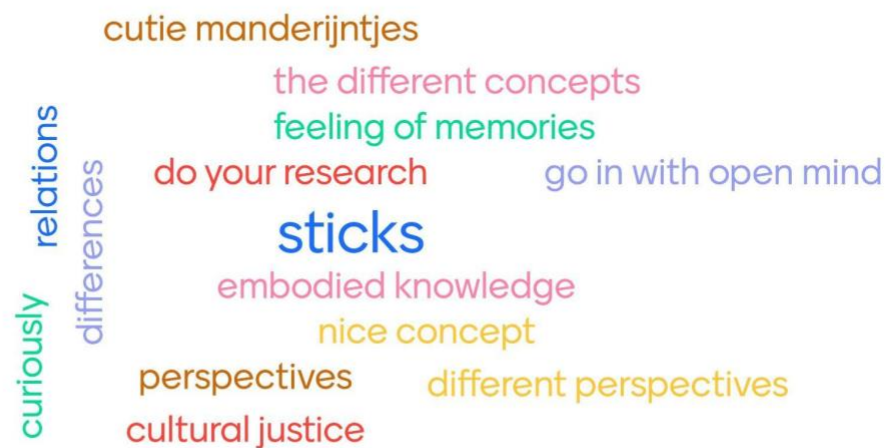 cutie manderijntjes
the different concepts
feeling of memories
relations
do your research
go in with open mind
differences
sticks
embodied knowledge
nice concept
curiously
perspectives
different perspectives
cultural justice